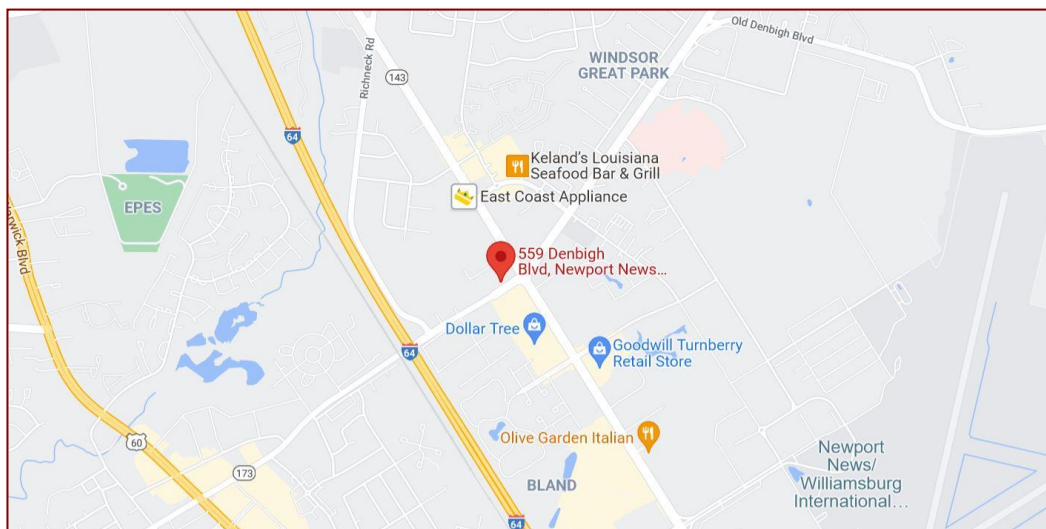 Old Denbigh Blvd
Richneck Rd
WINDSOR
GREAT PARK
143
64
Keland's Louisiana
Seafood Bar & Grill
East Coast Appliance
EPES
Warwick Blvd
559 Denbigh
Blvd, Newport News…
Dollar Tree
64
Goodwill Turnberry
Retail Store
60
Olive Garden Italian
173
Newport
News/
Williamsburg
International…
BLAND
64